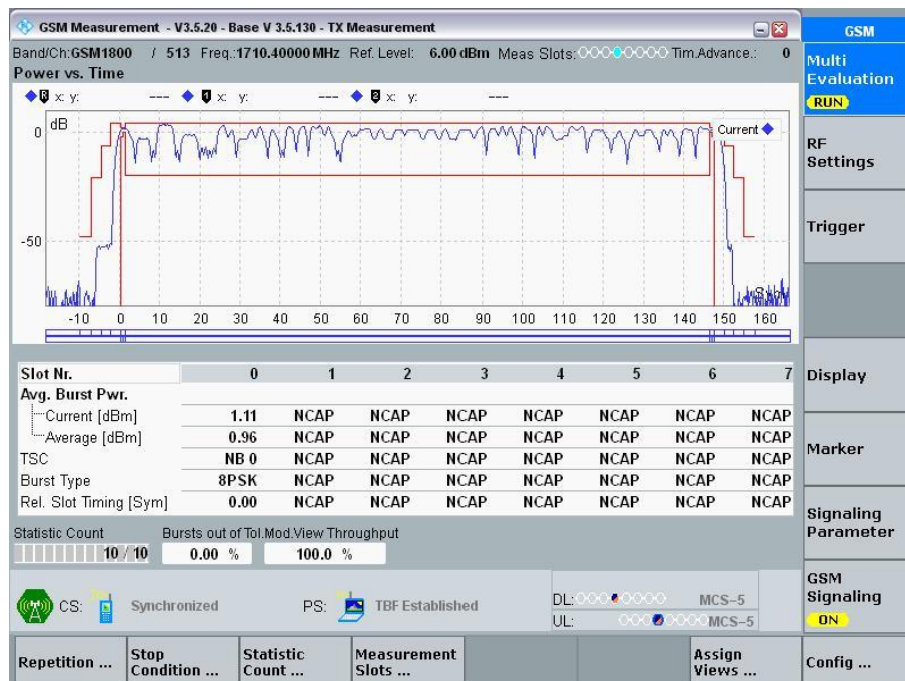 GSM Measurement - V3.5.20 - Base V 3.5.130 - TX Measurement
GSM
Band/Ch:GSM1800 / 513 Freq.:1710.40000 MHz Ref. Level: 6.00 dBm Meas Slots: Tim.Advance.: 0
Power vs. Time
Multi
Evaluation
RUN
R x: y: --- 1 x: y: --- 2 x: y: ---
dB
Current
0
-50
Sym
-10 0 10 20 30 40 50 60 70 80 90 100 110 120 130 140 150 160
RF
Settings
Trigger
Slot Nr. 0 1 2 3 4 5 6 7
Avg. Burst Pwr.
Current [dBm] 1.11 NCAP NCAP NCAP NCAP NCAP NCAP NCAP
Average [dBm] 0.96 NCAP NCAP NCAP NCAP NCAP NCAP NCAP
TSC NB 0 NCAP NCAP NCAP NCAP NCAP NCAP NCAP
Burst Type 8PSK NCAP NCAP NCAP NCAP NCAP NCAP NCAP
Rel. Slot Timing [Sym] 0.00 NCAP NCAP NCAP NCAP NCAP NCAP NCAP
Display
Marker
Signaling
Parameter
Statistic Count Bursts out of Tol. Mod.View Throughput
10 / 10 0.00 % 100.0 %
CS: Synchronized PS: TBF Established DL: MCS-5
UL: MCS-5
GSM
Signaling
ON
Repetition ...
Stop
Condition ...
Statistic
Count ...
Measurement
Slots ...
Assign
Views ...
Config ...